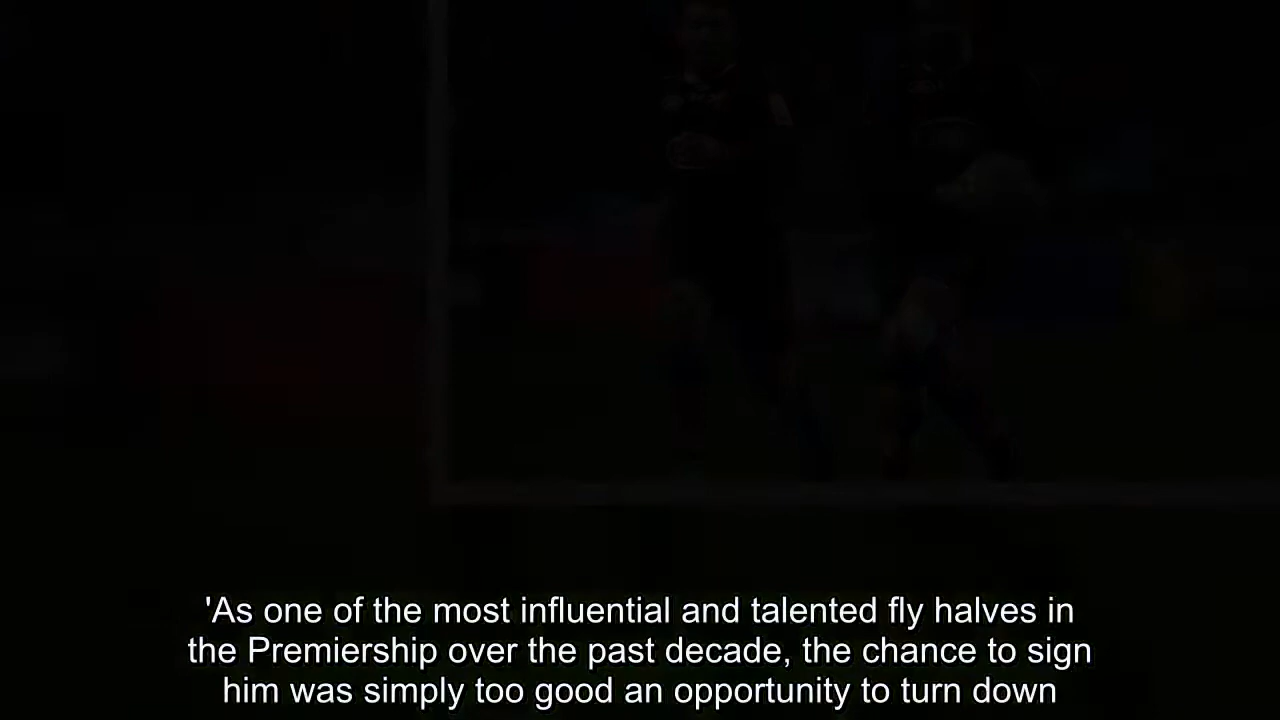 'As one of the most influential and talented fly halves in
the Premiership over the past decade, the chance to sign
him was simply too good an opportunity to turn down